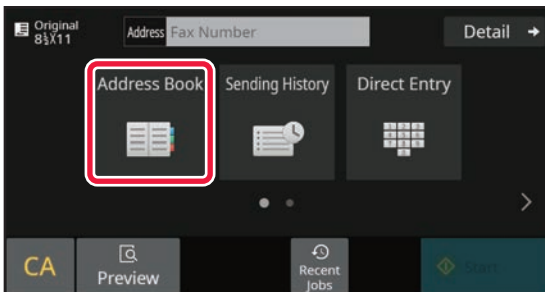 Original
8½X11
Address Fax Number
Detail
Address Book
Sending History
Direct Entry
CA
Preview
Recent
Jobs
Start